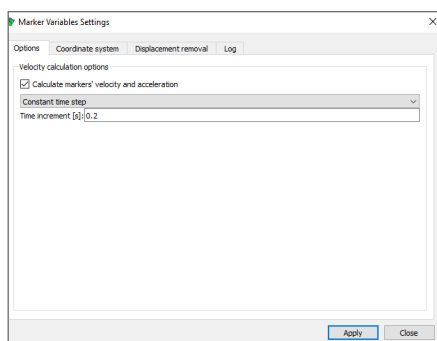 Marker Variables Settings
Options Coordinate system Displacement removal Log
Velocity calculation options
Calculate markers' velocity and acceleration
Constant time step
Time increment [s]: 0.2
Apply Close